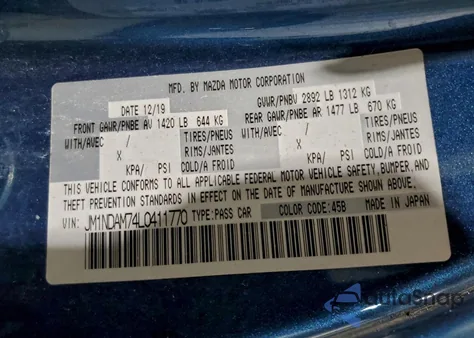 MFD. BY MAZDA MOTOR CORPORATION
DATE 12/19 GVWR/PNBV 2892 LB 1312 KG
FRONT GAWR/PNBE AV 1420 LB 644 KG REAR GAWR/PNBE AR 1477 LB 670 KG
WITH/AVEC / TIRES/PNEUS WITH/AVEC / TIRES/PNEUS
X RIMS/JANTES X RIMS/JANTES
KPA/ PSI COLD/A FROID KPA/ PSI COLD/A FROID
THIS VEHICLE CONFORMS TO ALL APPLICABLE FEDERAL MOTOR VEHICLE SAFETY, BUMPER, AND
THEFT PREVENTION STANDARDS IN EFFECT ON THE DATE OF MANUFACTURE SHOWN ABOVE.
VIN: JM1NDAM74L0411770 TYPE:PASS CAR COLOR CODE:45B MADE IN JAPAN
AutoSnap